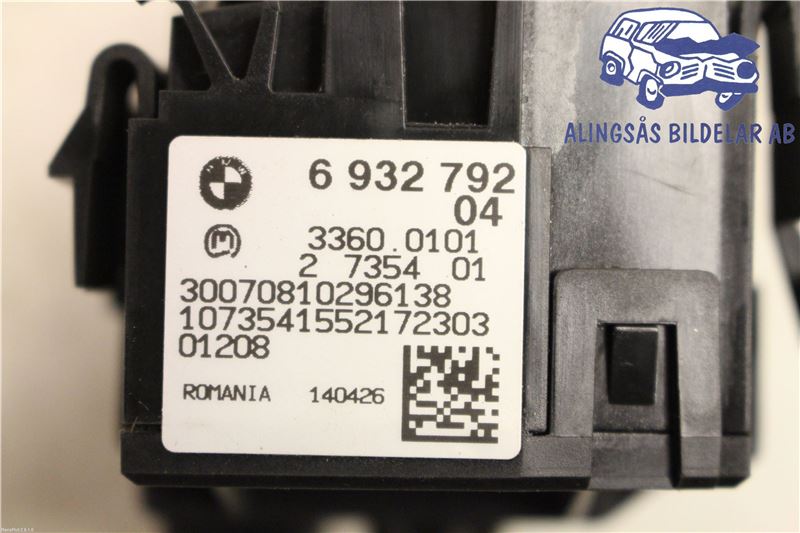 ALINGSÅS BILDELAR AB
6 932 792
04
3360.0101
2 7354 01
30070810296138
1073541552172303
01208
ROMANIA 140426